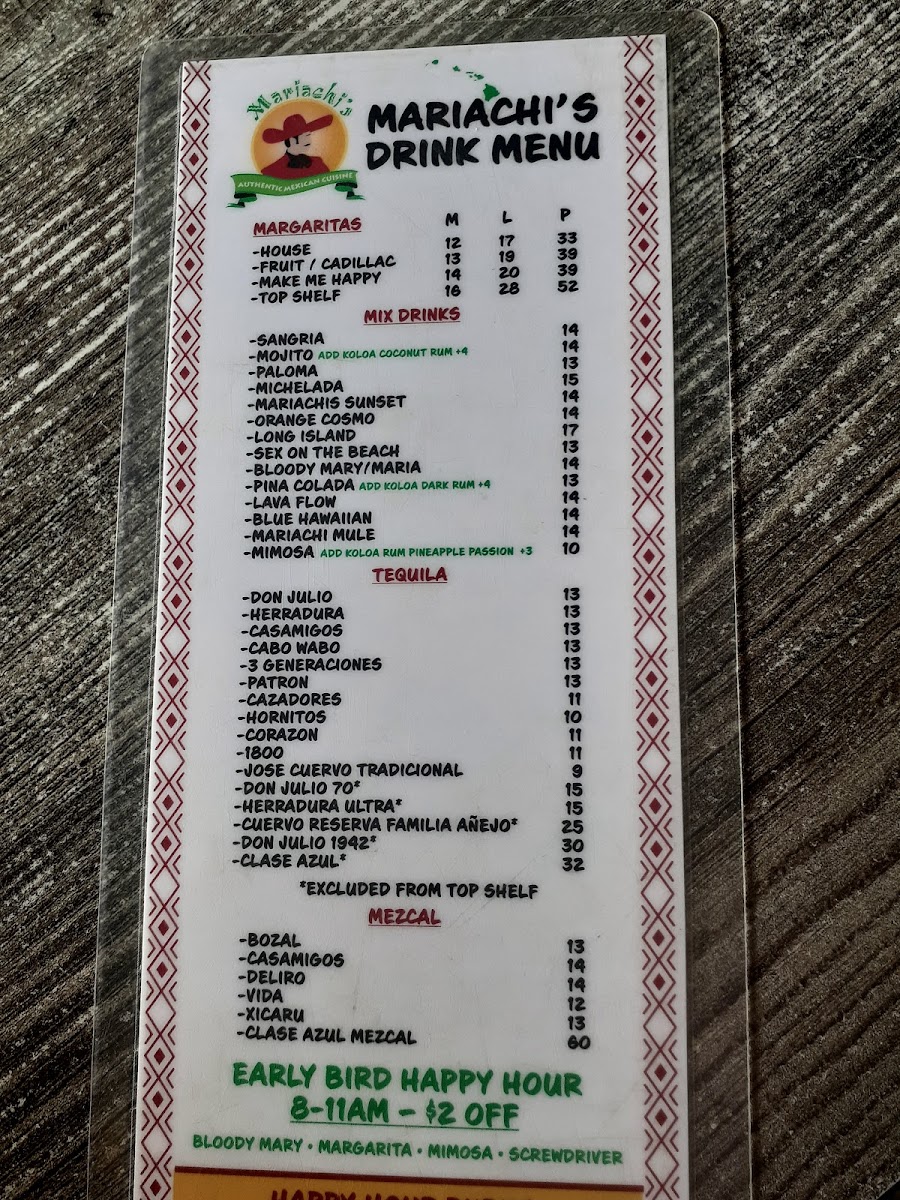 Mariachi's
AUTHENTIC MEXICAN CUISINE
MARIACHI'S
DRINK MENU
MARGARITAS M L P
-HOUSE 12 17 33
-FRUIT / CADILLAC 13 19 39
-MAKE ME HAPPY 14 20 39
-TOP SHELF 16 28 52
MIX DRINKS
-SANGRIA 14
-MOJITO ADD KOLOA COCONUT RUM +4 14
-PALOMA 13
-MICHELADA 15
-MARIACHIS SUNSET 14
-ORANGE COSMO 14
-LONG ISLAND 17
-SEX ON THE BEACH 13
-BLOODY MARY/MARIA 14
-PINA COLADA ADD KOLOA DARK RUM +4 13
-LAVA FLOW 14
-BLUE HAWAIIAN 14
-MARIACHI MULE 14
-MIMOSA ADD KOLOA RUM PINEAPPLE PASSION +3 10
TEQUILA
-DON JULIO 13
-HERRADURA 13
-CASAMIGOS 13
-CABO WABO 13
-3 GENERACIONES 13
-PATRON 13
-CAZADORES 11
-HORNITOS 10
-CORAZON 11
-1800 11
-JOSE CUERVO TRADICIONAL 9
-DON JULIO 70* 15
-HERRADURA ULTRA* 15
-CUERVO RESERVA FAMILIA AÑEJO* 25
-DON JULIO 1942* 30
-CLASE AZUL* 32
*EXCLUDED FROM TOP SHELF
MEZCAL
-BOZAL 13
-CASAMIGOS 14
-DELIRO 14
-VIDA 12
-XICARU 13
-CLASE AZUL MEZCAL 60
EARLY BIRD HAPPY HOUR
8-11AM - $2 OFF
BLOODY MARY • MARGARITA • MIMOSA • SCREWDRIVER
HAPPY HOUR